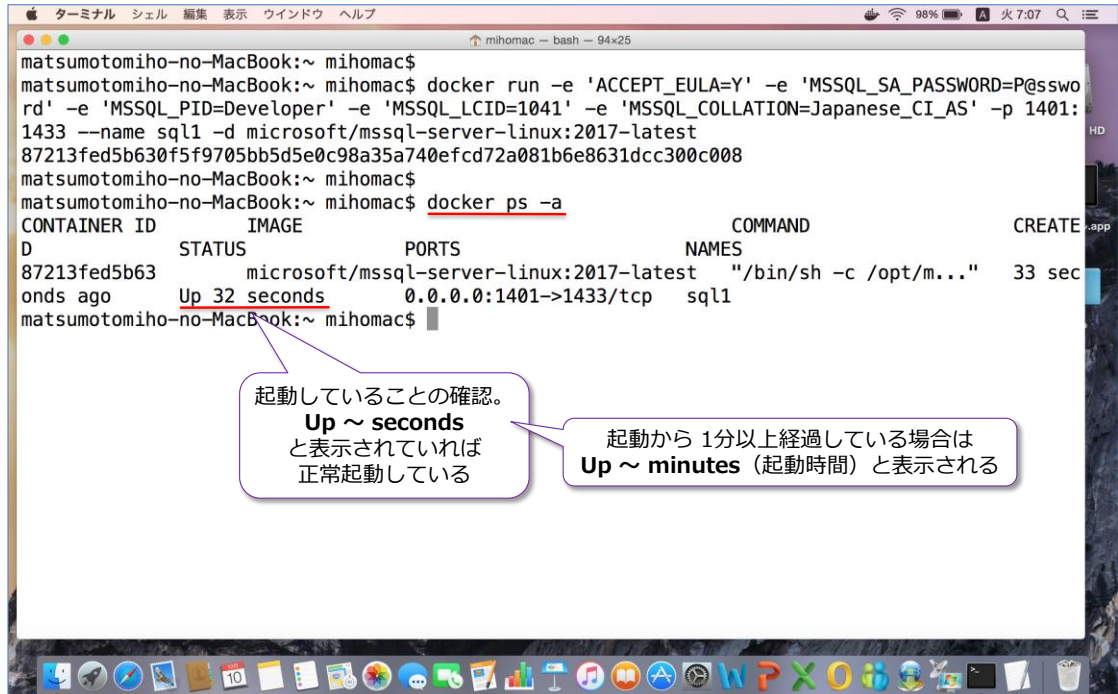 ターミナル シェル 編集 表示 ウインドウ ヘルプ 98% A 火 7:07
mihomac — bash — 94×25
matsumotomiho-no-MacBook:~ mihomac$
matsumotomiho-no-MacBook:~ mihomac$ docker run -e 'ACCEPT_EULA=Y' -e 'MSSQL_SA_PASSWORD=P@sswo
rd' -e 'MSSQL_PID=Developer' -e 'MSSQL_LCID=1041' -e 'MSSQL_COLLATION=Japanese_CI_AS' -p 1401:
1433 --name sql1 -d microsoft/mssql-server-linux:2017-latest
HD
87213fed5b630f5f9705bb5d5e0c98a35a740efcd72a081b6e8631dcc300c008
matsumotomiho-no-MacBook:~ mihomac$
matsumotomiho-no-MacBook:~ mihomac$ docker ps -a
CONTAINER ID IMAGE COMMAND CREATE
.app
D STATUS PORTS NAMES
87213fed5b63 microsoft/mssql-server-linux:2017-latest "/bin/sh -c /opt/m..." 33 sec
onds ago Up 32 seconds 0.0.0.0:1401->1433/tcp sql1
matsumotomiho-no-MacBook:~ mihomac$
起動していることの確認。
Up ～ seconds
と表示されていれば
正常起動している
起動から 1分以上経過している場合は
Up ～ minutes（起動時間）と表示される
10